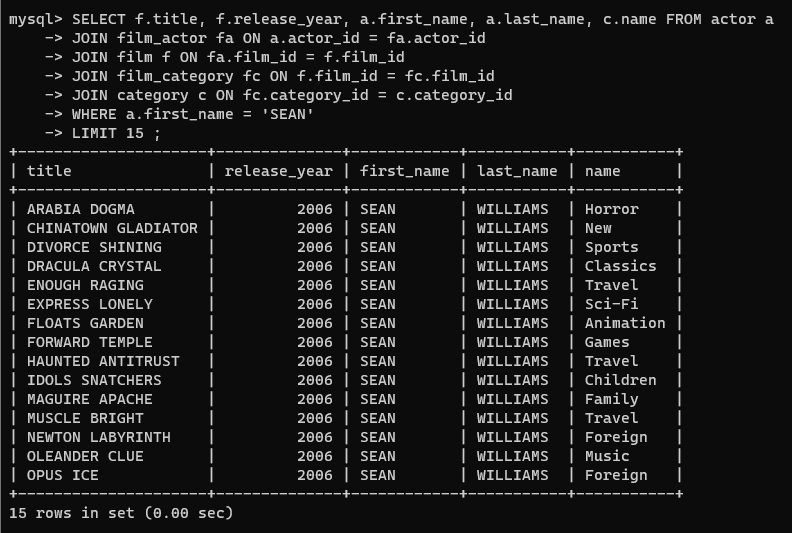 mysql> SELECT f.title, f.release_year, a.first_name, a.last_name, c.name FROM actor a
    -> JOIN film_actor fa ON a.actor_id = fa.actor_id
    -> JOIN film f ON fa.film_id = f.film_id
    -> JOIN film_category fc ON f.film_id = fc.film_id
    -> JOIN category c ON fc.category_id = c.category_id
    -> WHERE a.first_name = 'SEAN'
    -> LIMIT 15 ;
+---------------------+--------------+------------+-----------+-----------+
| title               | release_year | first_name | last_name | name      |
+---------------------+--------------+------------+-----------+-----------+
| ARABIA DOGMA        |         2006 | SEAN       | WILLIAMS  | Horror    |
| CHINATOWN GLADIATOR |         2006 | SEAN       | WILLIAMS  | New       |
| DIVORCE SHINING     |         2006 | SEAN       | WILLIAMS  | Sports    |
| DRACULA CRYSTAL     |         2006 | SEAN       | WILLIAMS  | Classics  |
| ENOUGH RAGING       |         2006 | SEAN       | WILLIAMS  | Travel    |
| EXPRESS LONELY      |         2006 | SEAN       | WILLIAMS  | Sci-Fi    |
| FLOATS GARDEN       |         2006 | SEAN       | WILLIAMS  | Animation |
| FORWARD TEMPLE      |         2006 | SEAN       | WILLIAMS  | Games     |
| HAUNTED ANTITRUST   |         2006 | SEAN       | WILLIAMS  | Travel    |
| IDOLS SNATCHERS     |         2006 | SEAN       | WILLIAMS  | Children  |
| MAGUIRE APACHE      |         2006 | SEAN       | WILLIAMS  | Family    |
| MUSCLE BRIGHT       |         2006 | SEAN       | WILLIAMS  | Travel    |
| NEWTON LABYRINTH    |         2006 | SEAN       | WILLIAMS  | Foreign   |
| OLEANDER CLUE       |         2006 | SEAN       | WILLIAMS  | Music     |
| OPUS ICE            |         2006 | SEAN       | WILLIAMS  | Foreign   |
+---------------------+--------------+------------+-----------+-----------+
15 rows in set (0.00 sec)